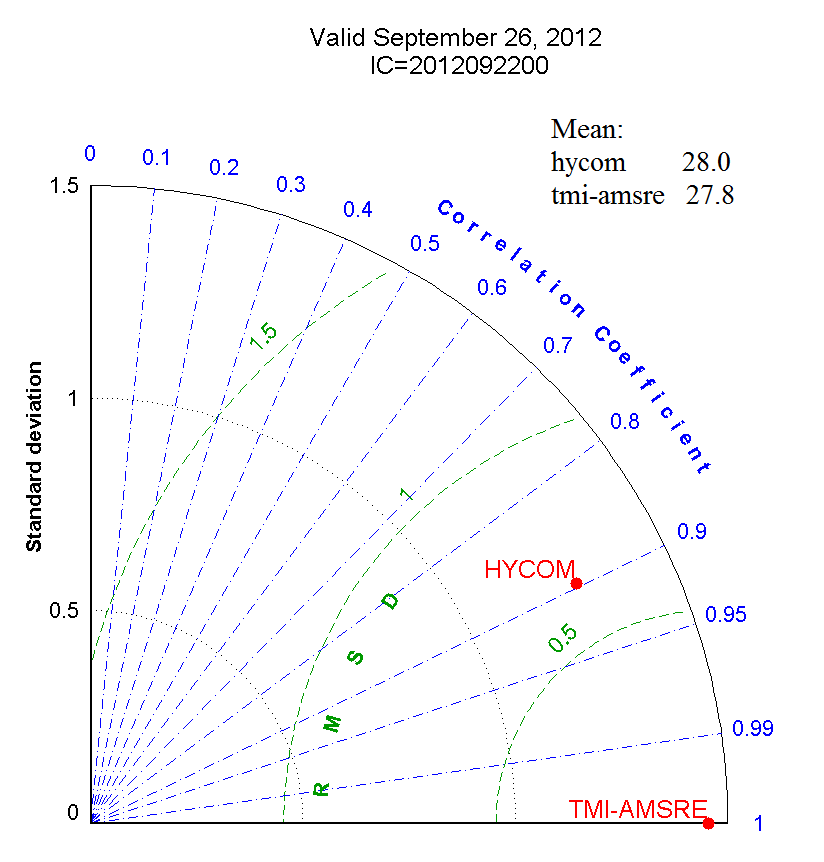 Valid September 26, 2012
IC=2012092200
Mean:
hycom 28.0
tmi-amsre 27.8
0
0.1
0.2
0.3
0.4
0.5
0.6
0.7
0.8
0.9
0.95
0.99
1
Correlation Coefficient
1.5
1
0.5
0
Standard deviation
1.5
1
0.5
RMSD
HYCOM
TMI-AMSRE